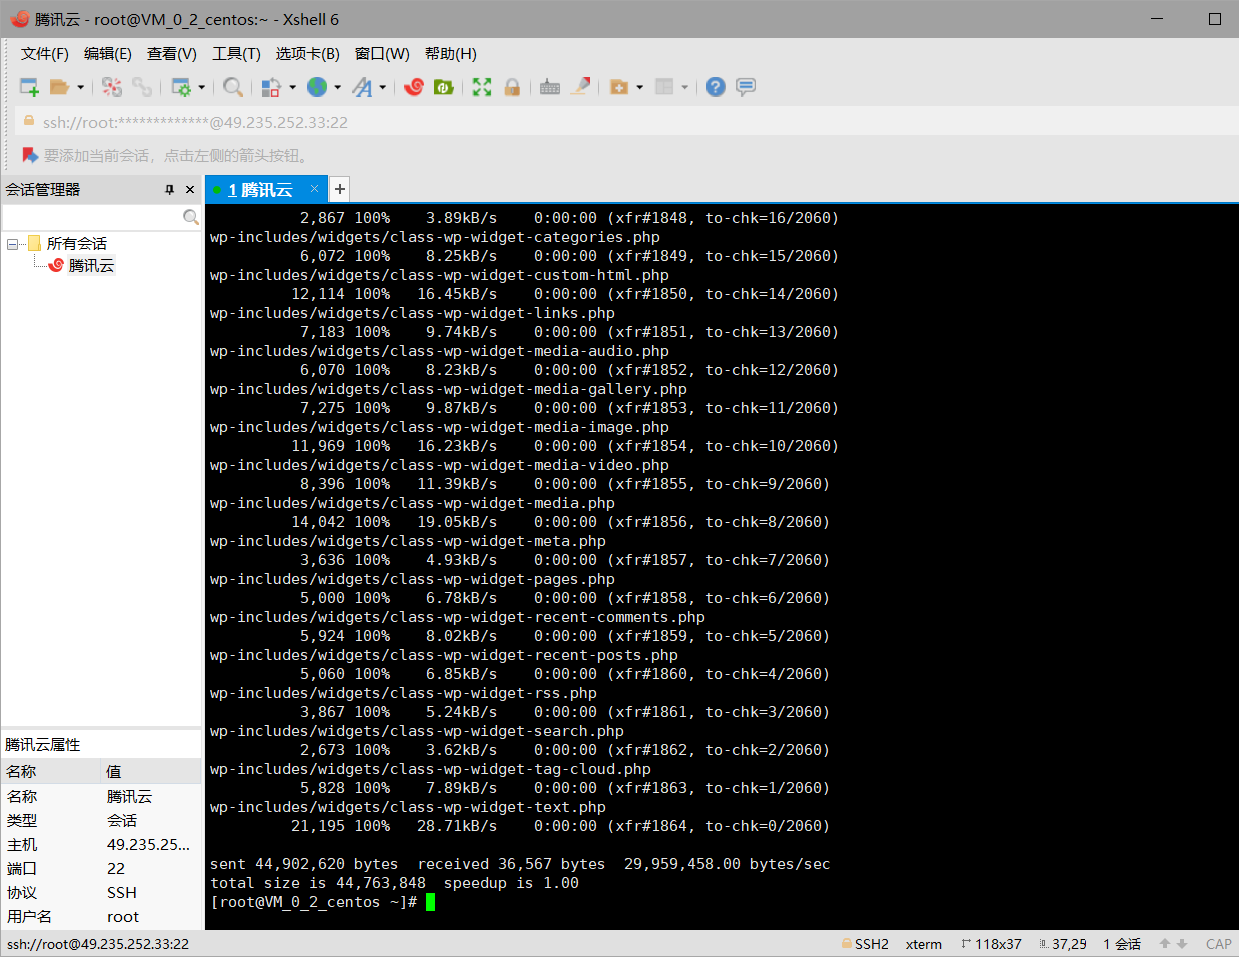 腾讯云 - root@VM_0_2_centos:~ - Xshell 6
文件(F) 编辑(E) 查看(V) 工具(T) 选项卡(B) 窗口(W) 帮助(H)
ssh://root:*************@49.235.252.33:22
要添加当前会话，点击左侧的箭头按钮。
会话管理器
所有会话
腾讯云
1 腾讯云
2,867 100% 3.89kB/s 0:00:00 (xfr#1848, to-chk=16/2060)
wp-includes/widgets/class-wp-widget-categories.php
6,072 100% 8.25kB/s 0:00:00 (xfr#1849, to-chk=15/2060)
wp-includes/widgets/class-wp-widget-custom-html.php
12,114 100% 16.45kB/s 0:00:00 (xfr#1850, to-chk=14/2060)
wp-includes/widgets/class-wp-widget-links.php
7,183 100% 9.74kB/s 0:00:00 (xfr#1851, to-chk=13/2060)
wp-includes/widgets/class-wp-widget-media-audio.php
6,070 100% 8.23kB/s 0:00:00 (xfr#1852, to-chk=12/2060)
wp-includes/widgets/class-wp-widget-media-gallery.php
7,275 100% 9.87kB/s 0:00:00 (xfr#1853, to-chk=11/2060)
wp-includes/widgets/class-wp-widget-media-image.php
11,969 100% 16.23kB/s 0:00:00 (xfr#1854, to-chk=10/2060)
wp-includes/widgets/class-wp-widget-media-video.php
8,396 100% 11.39kB/s 0:00:00 (xfr#1855, to-chk=9/2060)
wp-includes/widgets/class-wp-widget-media.php
14,042 100% 19.05kB/s 0:00:00 (xfr#1856, to-chk=8/2060)
wp-includes/widgets/class-wp-widget-meta.php
3,636 100% 4.93kB/s 0:00:00 (xfr#1857, to-chk=7/2060)
wp-includes/widgets/class-wp-widget-pages.php
5,000 100% 6.78kB/s 0:00:00 (xfr#1858, to-chk=6/2060)
wp-includes/widgets/class-wp-widget-recent-comments.php
5,924 100% 8.02kB/s 0:00:00 (xfr#1859, to-chk=5/2060)
wp-includes/widgets/class-wp-widget-recent-posts.php
5,060 100% 6.85kB/s 0:00:00 (xfr#1860, to-chk=4/2060)
wp-includes/widgets/class-wp-widget-rss.php
3,867 100% 5.24kB/s 0:00:00 (xfr#1861, to-chk=3/2060)
wp-includes/widgets/class-wp-widget-search.php
2,673 100% 3.62kB/s 0:00:00 (xfr#1862, to-chk=2/2060)
wp-includes/widgets/class-wp-widget-tag-cloud.php
5,828 100% 7.89kB/s 0:00:00 (xfr#1863, to-chk=1/2060)
wp-includes/widgets/class-wp-widget-text.php
21,195 100% 28.71kB/s 0:00:00 (xfr#1864, to-chk=0/2060)
sent 44,902,620 bytes received 36,567 bytes 29,959,458.00 bytes/sec
total size is 44,763,848 speedup is 1.00
[root@VM_0_2_centos ~]#
腾讯云属性
名称 值
名称 腾讯云
类型 会话
主机 49.235.25...
端口 22
协议 SSH
用户名 root
ssh://root@49.235.252.33:22 SSH2 xterm 118x37 37,25 1 会话 CAP